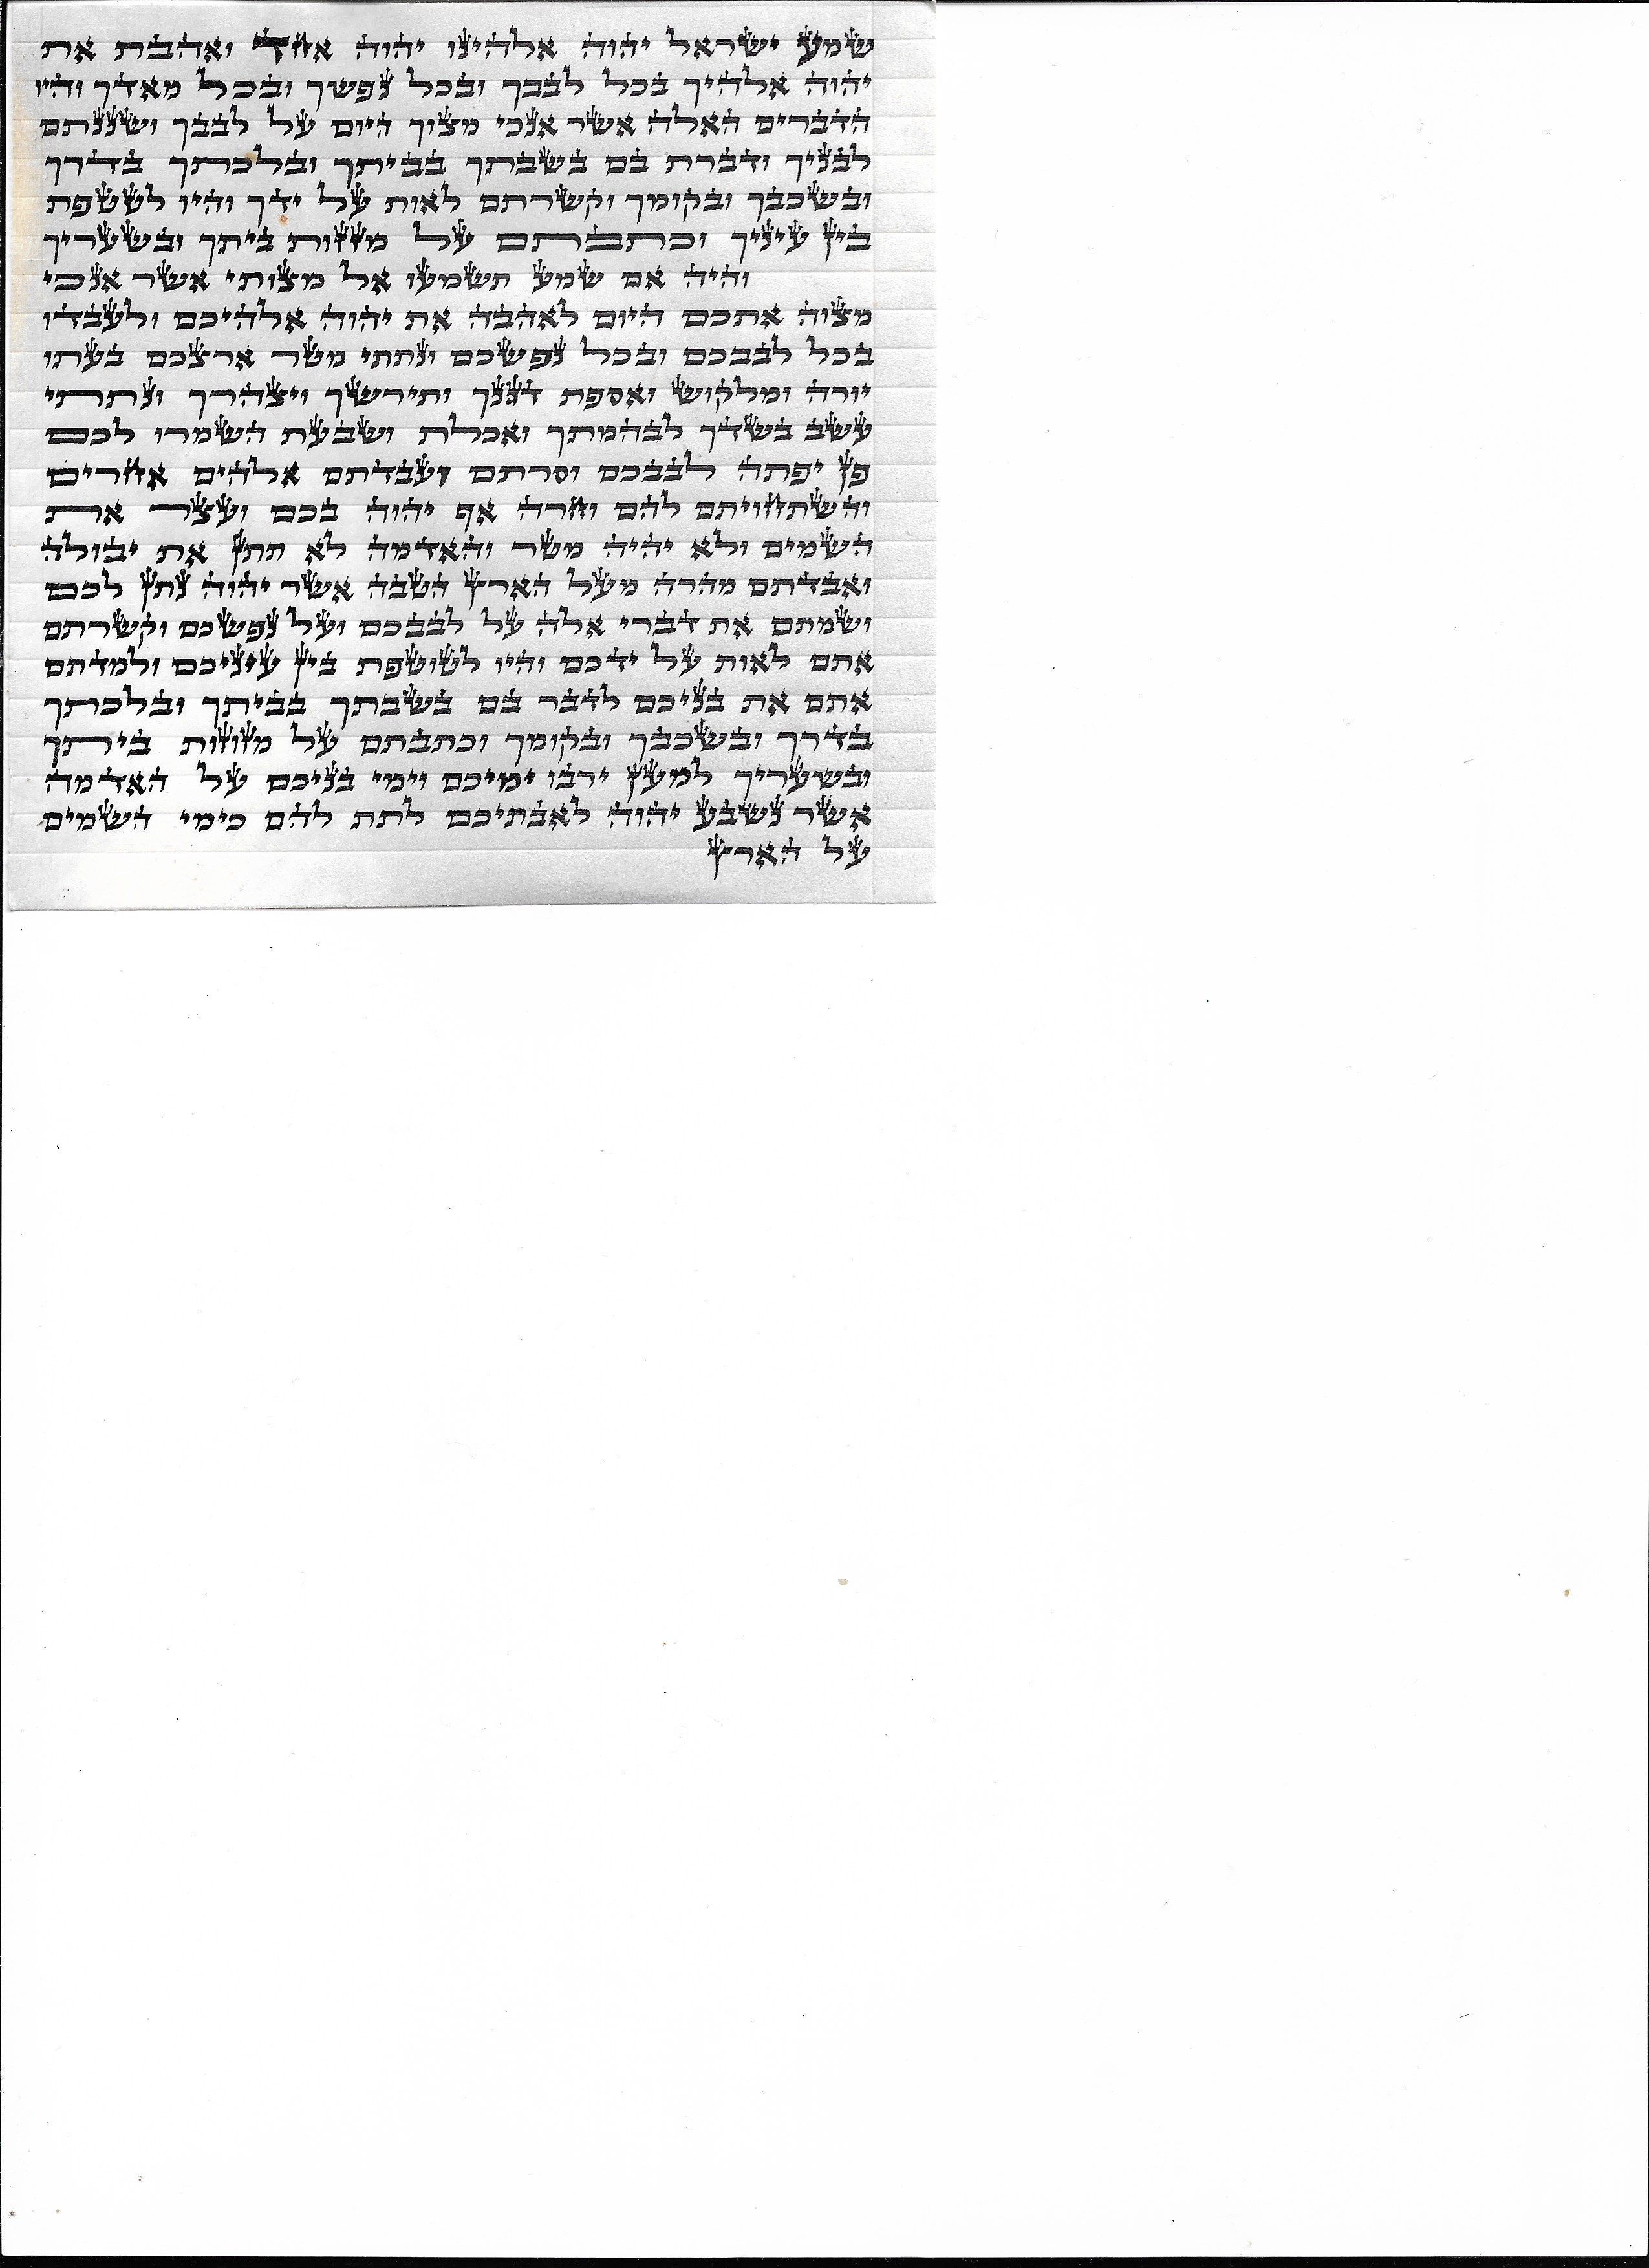 שמע ישראל יהוה אלהינו יהוה אחד ואהבת את
יהוה אלהיך בכל לבבך ובכל נפשך ובכל מאדך והיו
הדברים האלה אשר אנכי מצוך היום על לבבך ושננתם
לבניך ודברת בם בשבתך בביתך ובלכתך בדרך
ובשכבך ובקומך וקשרתם לאות על ידך והיו לטטפת
בין עיניך וכתבתם על מזזות ביתך ובשעריך
והיה אם שמע תשמעו אל מצותי אשר אנכי
מצוה אתכם היום לאהבה את יהוה אלהיכם ולעבדו
בכל לבבכם ובכל נפשכם ונתתי מטר ארצכם בעתו
יורה ומלקוש ואספת דגנך ותירשך ויצהרך ונתתי
עשב בשדך לבהמתך ואכלת ושבעת השמרו לכם
פן יפתה לבבכם וסרתם ועבדתם אלהים אחרים
והשתחויתם להם וחרה אף יהוה בכם ועצר את
השמים ולא יהיה מטר והאדמה לא תתן את יבולה
ואבדתם מהרה מעל הארץ הטבה אשר יהוה נתן לכם
ושמתם את דברי אלה על לבבכם ועל נפשכם וקשרתם
אתם לאות על ידכם והיו לטוטפת בין עיניכם ולמדתם
אתם את בניכם לדבר בם בשבתך בביתך ובלכתך
בדרך ובשכבך ובקומך וכתבתם על מזוזות ביתך
ובשעריך למען ירבו ימיכם וימי בניכם על האדמה
אשר נשבע יהוה לאבתיכם לתת להם כימי השמים
על הארץ